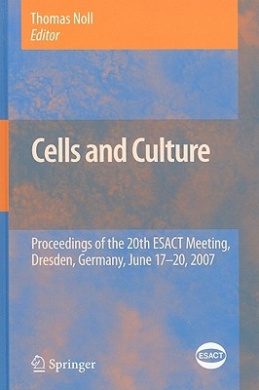 Thomas Noll
Editor
Cells and Culture
Proceedings of the 20th ESACT Meeting,
Dresden, Germany, June 17–20, 2007
ESACT
Springer